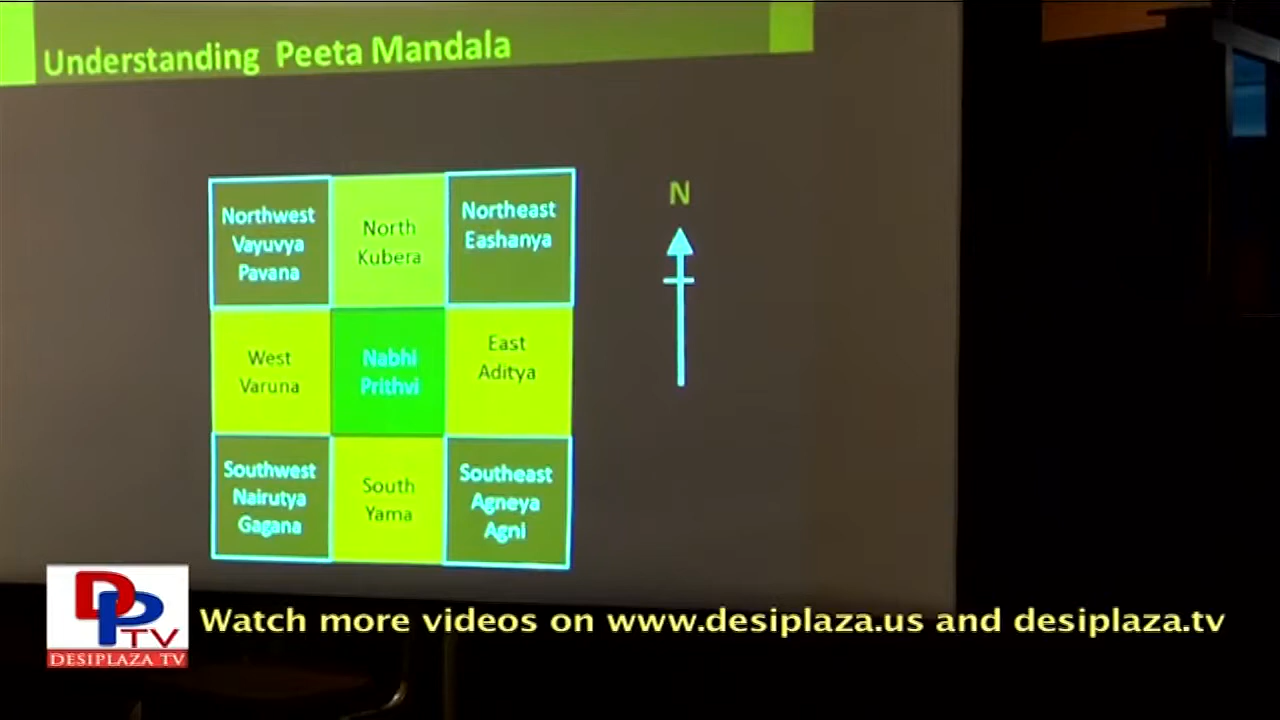 Understanding Peeta Mandala
Northwest
Vayuvya
Pavana
North
Kubera
Northeast
Eashanya
N
West
Varuna
Nabhi
Prithvi
East
Aditya
Southwest
Nairutya
Gagana
South
Yama
Southeast
Agneya
Agni
DP
TV
DESIPLAZA TV
Watch more videos on www.desiplaza.us and desiplaza.tv